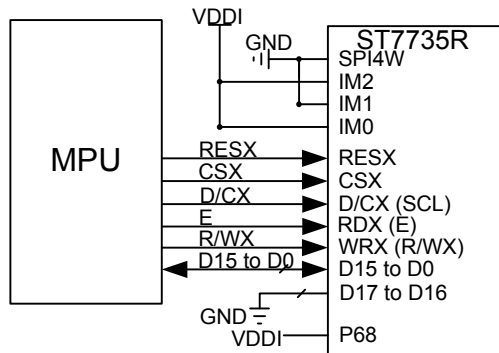 VDDI
GND
ST7735R
SPI4W
IM2
IM1
IM0
MPU
RESX
RESX
CSX
CSX
D/CX
D/CX (SCL)
E
RDX (E)
R/WX
WRX (R/WX)
D15 to D0
D15 to D0
D17 to D16
GND
VDDI
P68